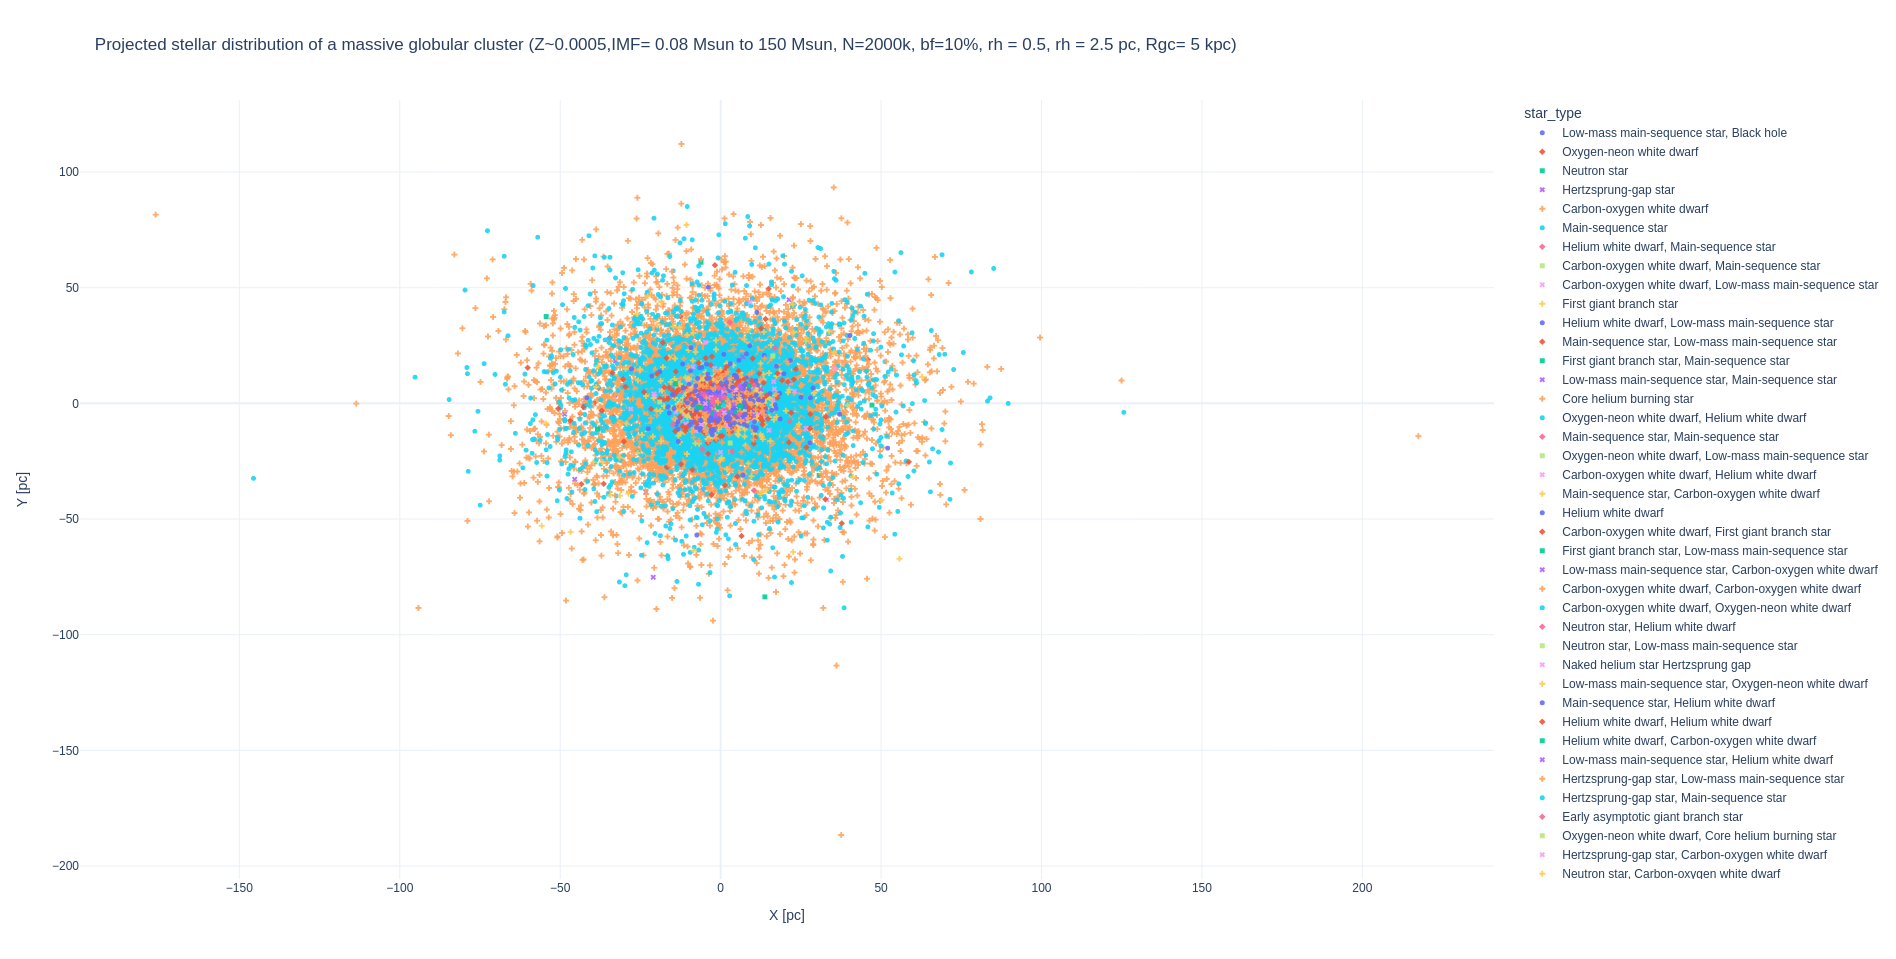 Projected stellar distribution of a massive globular cluster (Z~0.0005,IMF= 0.08 Msun to 150 Msun, N=2000k, bf=10%, rh = 0.5, rh = 2.5 pc, Rgc= 5 kpc)
100
50
0
−50
−100
−150
−200
Y [pc]
−150
−100
−50
0
50
100
150
200
X [pc]
star_type
Low-mass main-sequence star, Black hole
Oxygen-neon white dwarf
Neutron star
Hertzsprung-gap star
Carbon-oxygen white dwarf
Main-sequence star
Helium white dwarf, Main-sequence star
Carbon-oxygen white dwarf, Main-sequence star
Carbon-oxygen white dwarf, Low-mass main-sequence star
First giant branch star
Helium white dwarf, Low-mass main-sequence star
Main-sequence star, Low-mass main-sequence star
First giant branch star, Main-sequence star
Low-mass main-sequence star, Main-sequence star
Core helium burning star
Oxygen-neon white dwarf, Helium white dwarf
Main-sequence star, Main-sequence star
Oxygen-neon white dwarf, Low-mass main-sequence star
Carbon-oxygen white dwarf, Helium white dwarf
Main-sequence star, Carbon-oxygen white dwarf
Helium white dwarf
Carbon-oxygen white dwarf, First giant branch star
First giant branch star, Low-mass main-sequence star
Low-mass main-sequence star, Carbon-oxygen white dwarf
Carbon-oxygen white dwarf, Carbon-oxygen white dwarf
Carbon-oxygen white dwarf, Oxygen-neon white dwarf
Neutron star, Helium white dwarf
Neutron star, Low-mass main-sequence star
Naked helium star Hertzsprung gap
Low-mass main-sequence star, Oxygen-neon white dwarf
Main-sequence star, Helium white dwarf
Helium white dwarf, Helium white dwarf
Helium white dwarf, Carbon-oxygen white dwarf
Low-mass main-sequence star, Helium white dwarf
Hertzsprung-gap star, Low-mass main-sequence star
Hertzsprung-gap star, Main-sequence star
Early asymptotic giant branch star
Oxygen-neon white dwarf, Core helium burning star
Hertzsprung-gap star, Carbon-oxygen white dwarf
Neutron star, Carbon-oxygen white dwarf